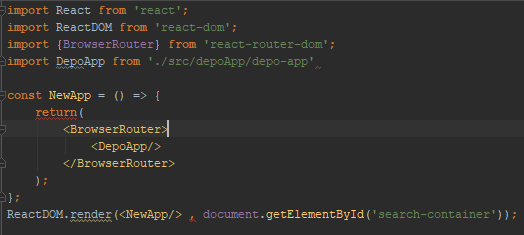 import React from 'react';
import ReactDOM from 'react-dom';
import {BrowserRouter} from 'react-router-dom';
import DepoApp from './src/depoApp/depo-app'
const NewApp = () => {
return(
<BrowserRouter>
<DepoApp/>
</BrowserRouter>
);
};
ReactDOM.render(<NewApp/> , document.getElementById('search-container'));